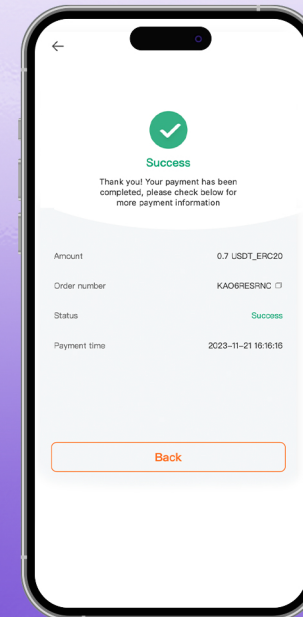 Success
Thank you! Your payment has been
completed, please check below for
more payment information
Amount 0.7 USDT_ERC20
Order number KAO6RESRNC
Status Success
Payment time 2023-11-21 16:16:16
Back